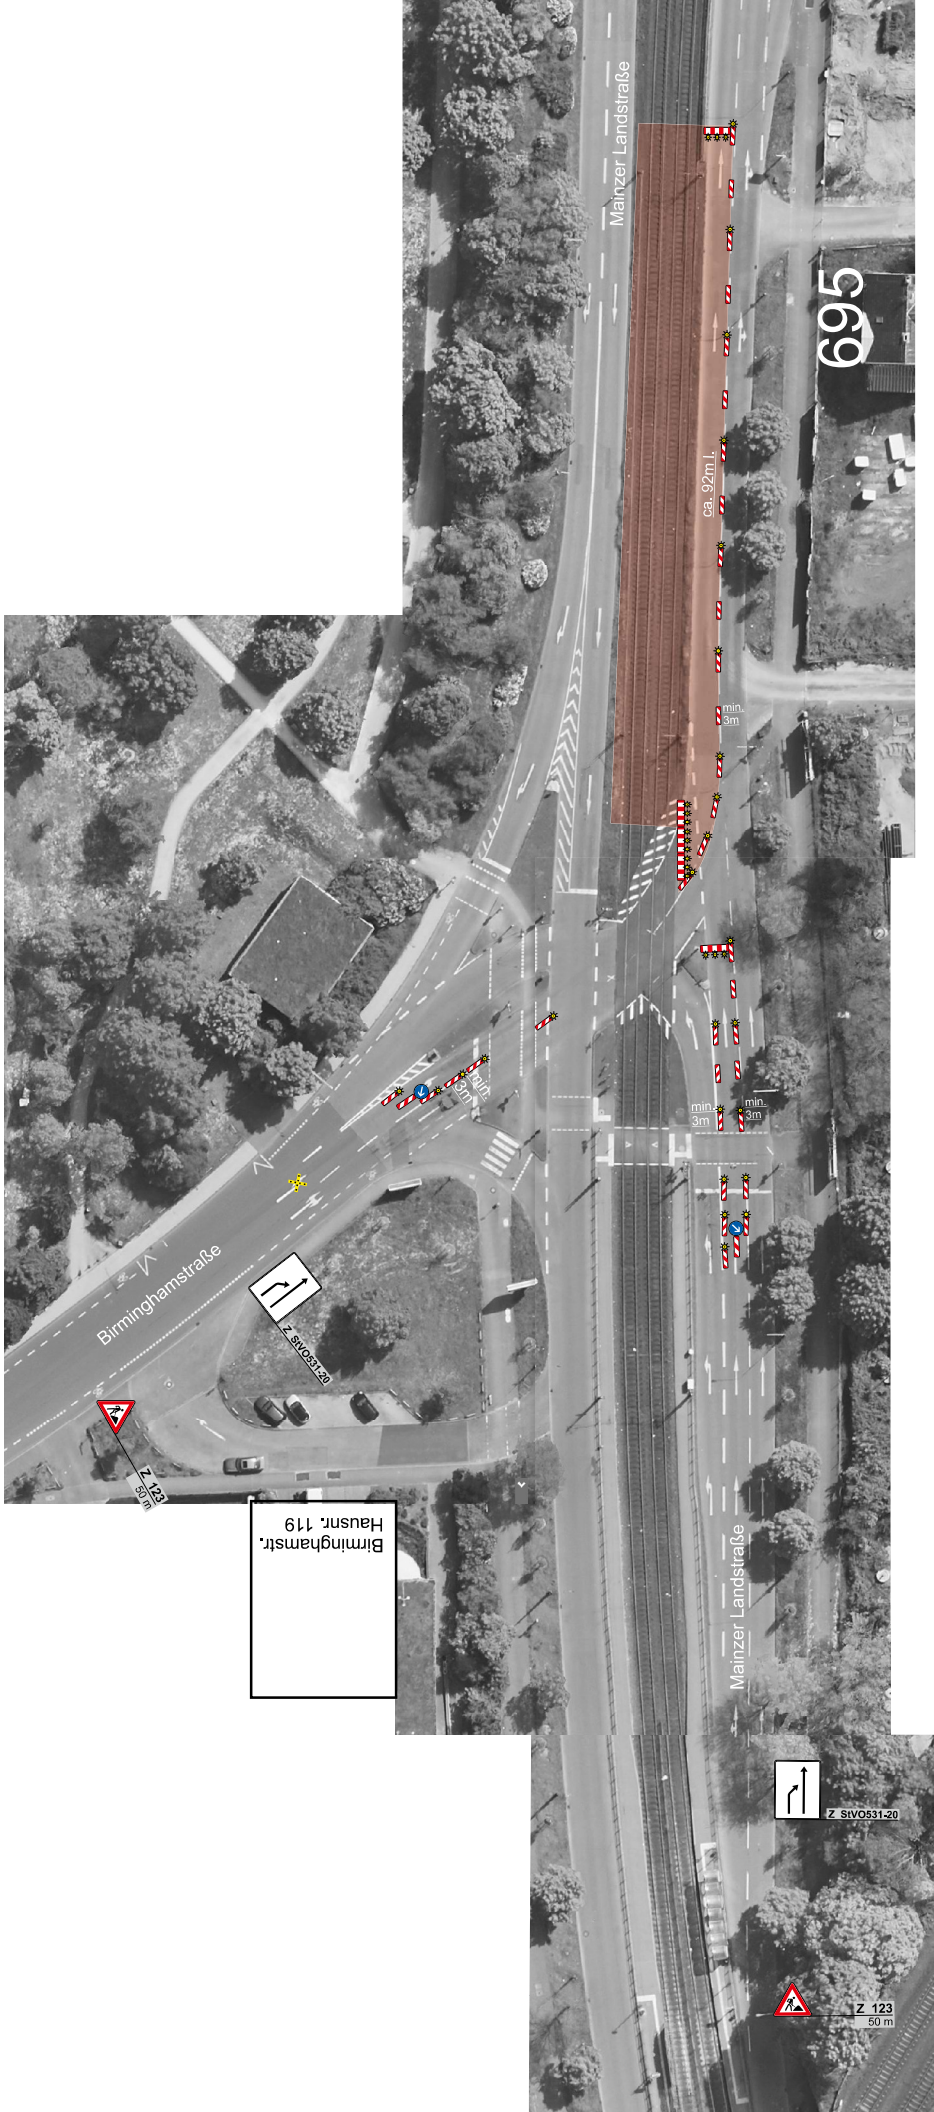 Mainzer Landstraße
695
ca. 92m l.
min.
3m
min.
3m
min.
3m
min.
3m
Birminghamstraße
Z StVO531-20
Z 123
50 m
Birminghamstr.
Hausnr. 119
Mainzer Landstraße
Z StVO531-20
Z 123
50 m